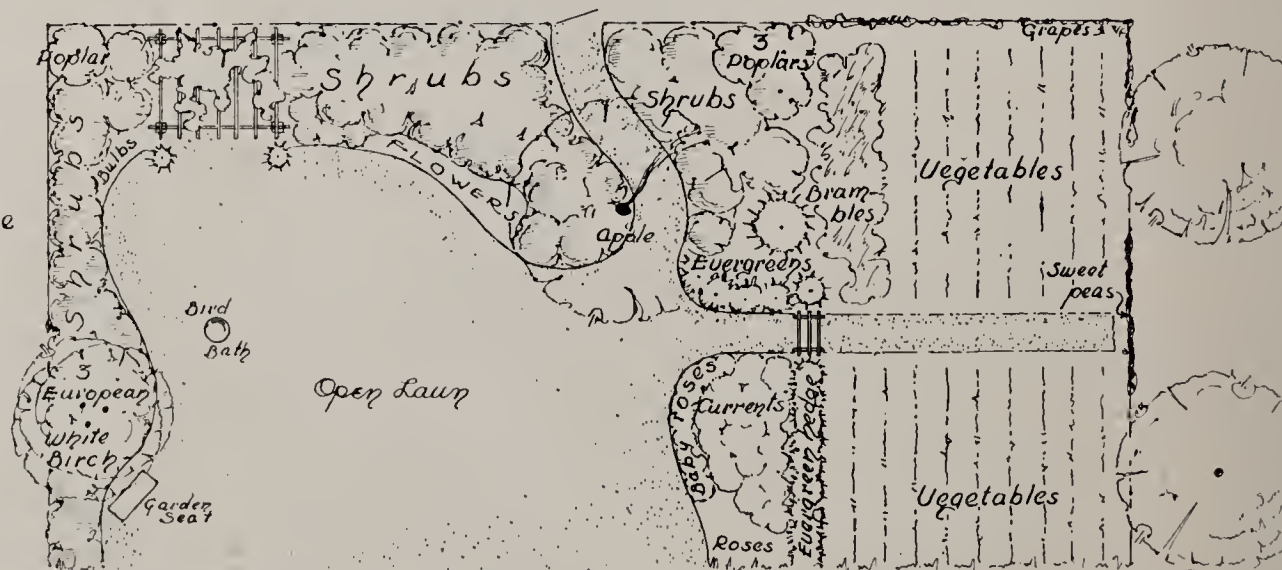 Poplar
Shrubs
Bulbs
Shrubs
FLOWERS
Shrubs
3
Poplars
Grapes
Apple
Bram-
bles
Vegetables
Evergreens
Sweet
peas
e
Bird
Bath
3
European
White
Birch
Garden
Seat
Open Lawn
Baby roses
Currents
Evergreen hedge
Roses
Vegetables